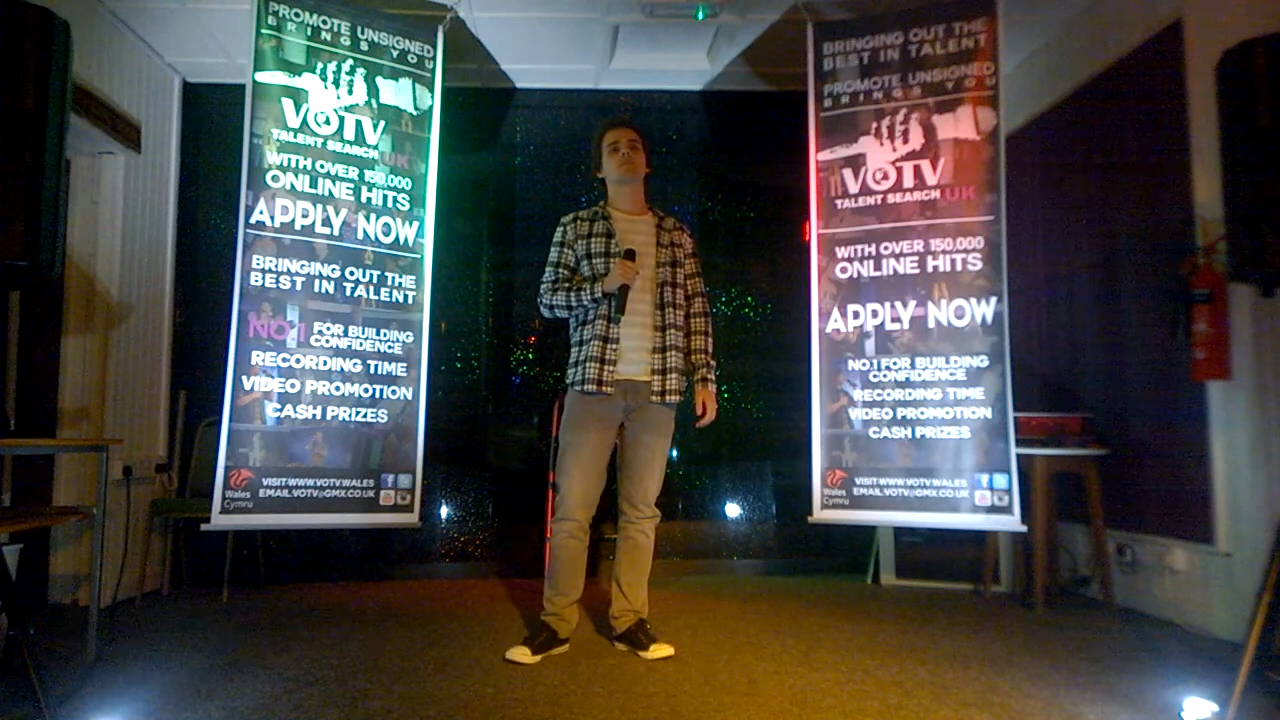 PROMOTE UNSIGNED
BRINGS YOU
VOTV
TALENT SEARCH UK
WITH OVER 150,000
ONLINE HITS
APPLY NOW
BRINGING OUT THE
BEST IN TALENT
NO.1 FOR BUILDING
CONFIDENCE
RECORDING TIME
VIDEO PROMOTION
CASH PRIZES
Wales
Cymru
VISIT:WWW.VOTV.WALES
EMAIL:VOTV@GMX.CO.UK
BRINGING OUT THE
BEST IN TALENT
PROMOTE UNSIGNED
BRINGS YOU
VOTV
TALENT SEARCH UK
WITH OVER 150,000
ONLINE HITS
APPLY NOW
NO.1 FOR BUILDING
CONFIDENCE
RECORDING TIME
VIDEO PROMOTION
CASH PRIZES
Wales
Cymru
VISIT:WWW.VOTV.WALES
EMAIL:VOTV@GMX.CO.UK